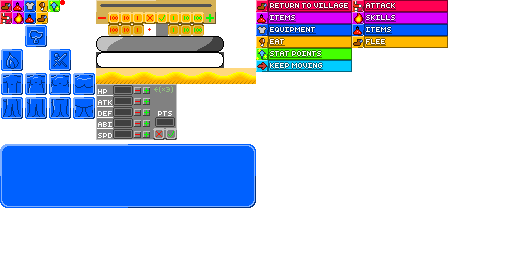 RETURN TO VILLAGE
ITEMS
EQUIPMENT
EAT
STAT POINTS
KEEP MOVING
ATTACK
SKILLS
ITEMS
FLEE
HP
+(×3)
ATK
DEF
PTS
ABI
SPD